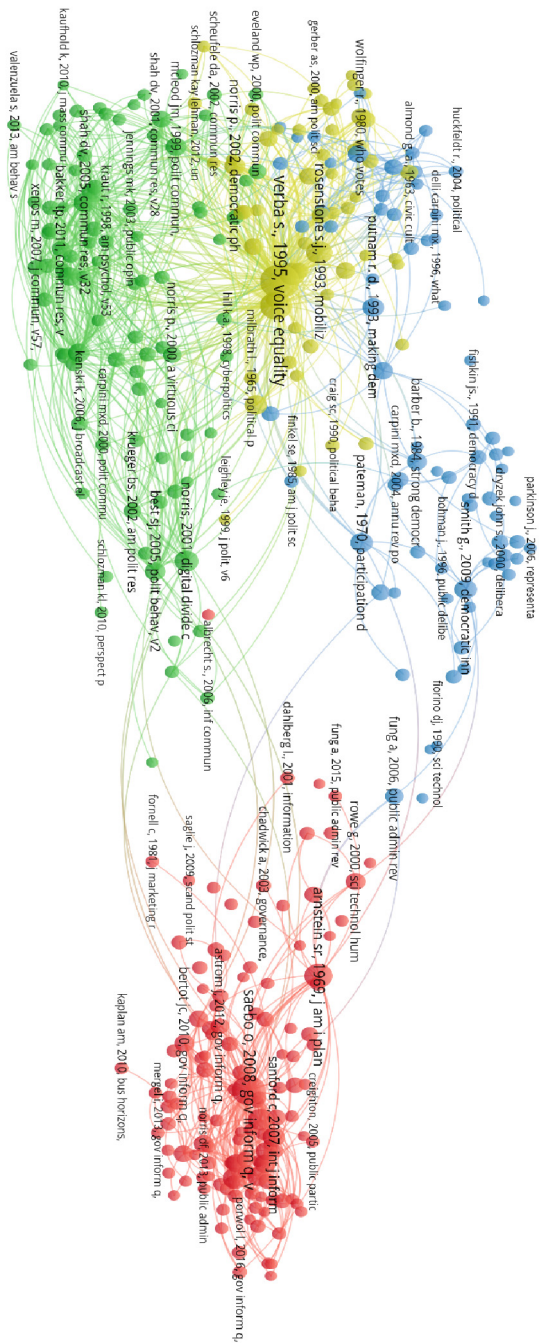 parkinson j., 2006, representa
dryzek john s., 2000, delibera
fishkin js., 1991, democracy d
smith g., 2009, democratic inn
huckfeldt r., 2004, political
bohman j., 1996, public delibe
fiorino dj, 1990, sci technol
delli carpini mx, 1996, what
barber b., 1984, strong democr
almond g. a., 1963, civic cult
carpini mxd, 2004, annu rev po
fung a, 2006, public admin rev
putnam r. d., 1993, making dem
pateman, 1970, participation d
wolfinger r., 1980, who votes
rowe g., 2000, sci technol hum
fung a, 2015, public admin rev
craig sc, 1990, political beha
rosenstone s.j., 1993, mobiliz
arnstein sr, 1969, j am i plan
creighton, 2005, public partic
gerber as, 2000, am polit sci
finkel se, 1985, am j polit sc
dahlberg l., 2001, information
verba s., 1995, voice equality
sanford c, 2007, int j inform
chadwick a, 2003, governance,
eveland wp, 2000, polit commun
milbrath l., 1965, political p
saebo o, 2008, gov inform q, v
norris p., 2002, democratic ph
hill k.a., 1998, cyberpolitics
porwol l, 2016, gov inform q,
leighley je, 1999, j polit, v6
astrom j, 2012, gov inform q,
scheufele da, 2002, commun res
norris, 2001, digital divide c
albrecht s., 2006, inf commun
schlozman kay lehman, 2012, un
norris df, 2013, public admin
mcleod jm, 1999, polit commun,
norris p., 2000, a virtuous ci
bertot jc, 2010, gov inform q,
saglie j, 2009, scand polit st
shah dv, 2001, commun res, v28
best sj, 2005, polit behav, v2
mergel i, 2013, gov inform q,
fornell c, 1981, j marketing r
jennings mk, 2003, public opin
krueger bs, 2002, am polit res
kaplan am, 2010, bus horizons,
kraut r, 1998, am psychol, v53
carpini mxd, 2000, polit commu
schlozman kl, 2010, perspect p
shah dv, 2005, commun res, v32
kenski k, 2006, j broadcast el
bakker tp, 2011, commun res, v
kaufhold k, 2010, j mass commu
xenos m, 2007, j commun, v57,
valenzuela s, 2013, am behav s